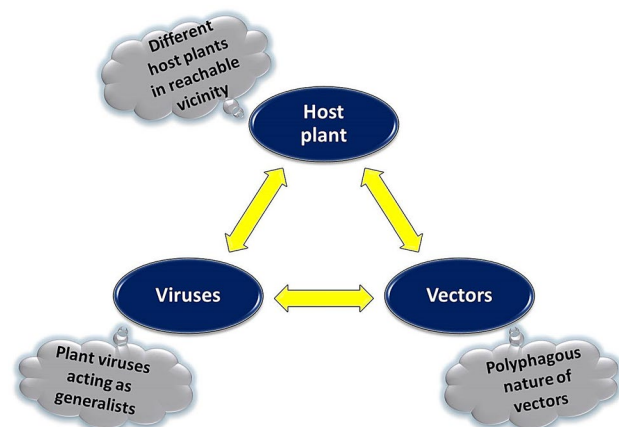 Different
host plants
in reachable
vicinity
Host
plant
Viruses
Vectors
Plant viruses
acting as
generalists
Polyphagous
nature of
vectors